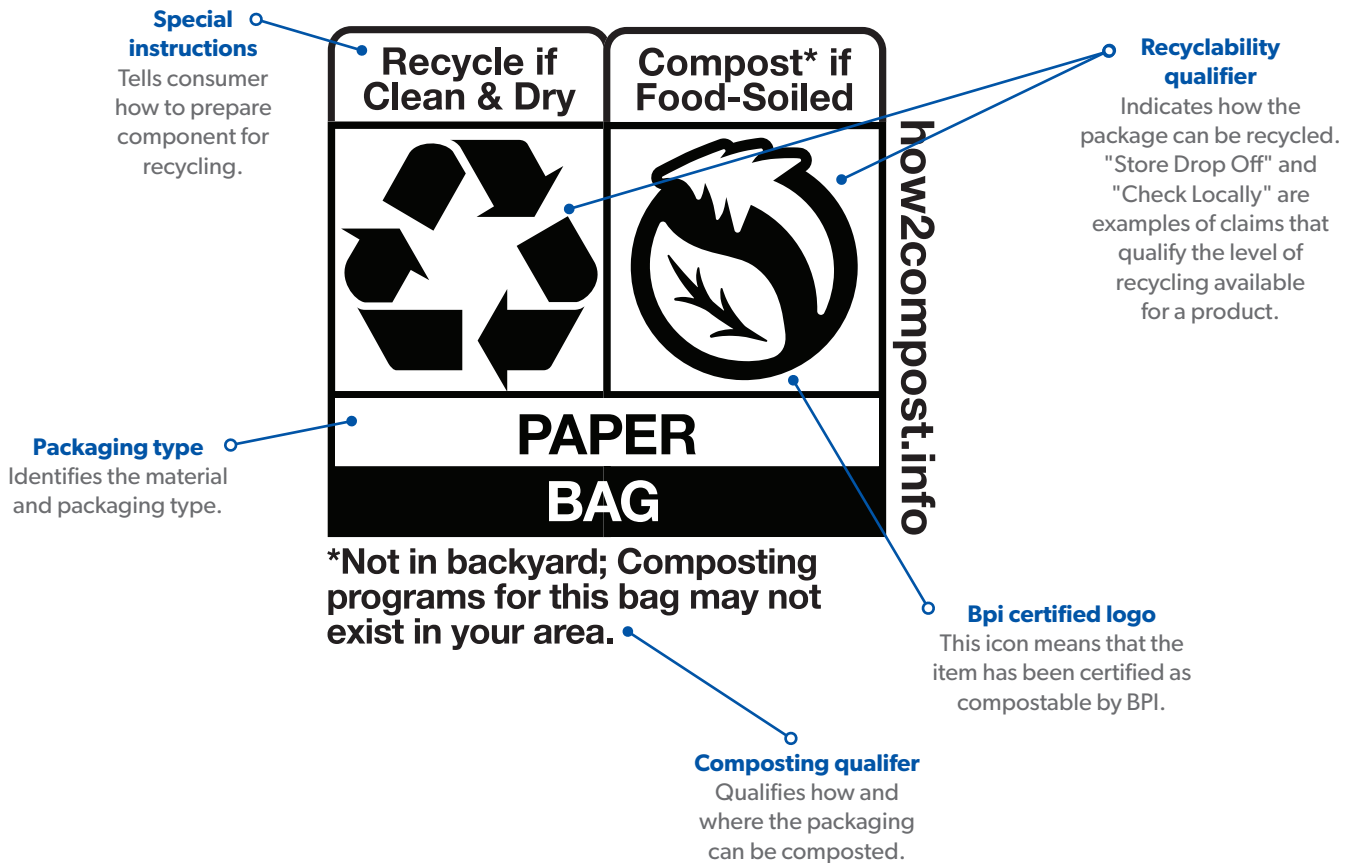 Special
instructions
Tells consumer
how to prepare
component for
recycling.
Recycle if
Clean & Dry
Compost* if
Food-Soiled
how2compost.info
Recyclability
qualifier
Indicates how the
package can be recycled.
"Store Drop Off" and
"Check Locally" are
examples of claims that
qualify the level of
recycling available
for a product.
Packaging type
Identifies the material
and packaging type.
PAPER
BAG
*Not in backyard; Composting
programs for this bag may not
exist in your area.
Bpi certified logo
This icon means that the
item has been certified as
compostable by BPI.
Composting qualifer
Qualifies how and
where the packaging
can be composted.